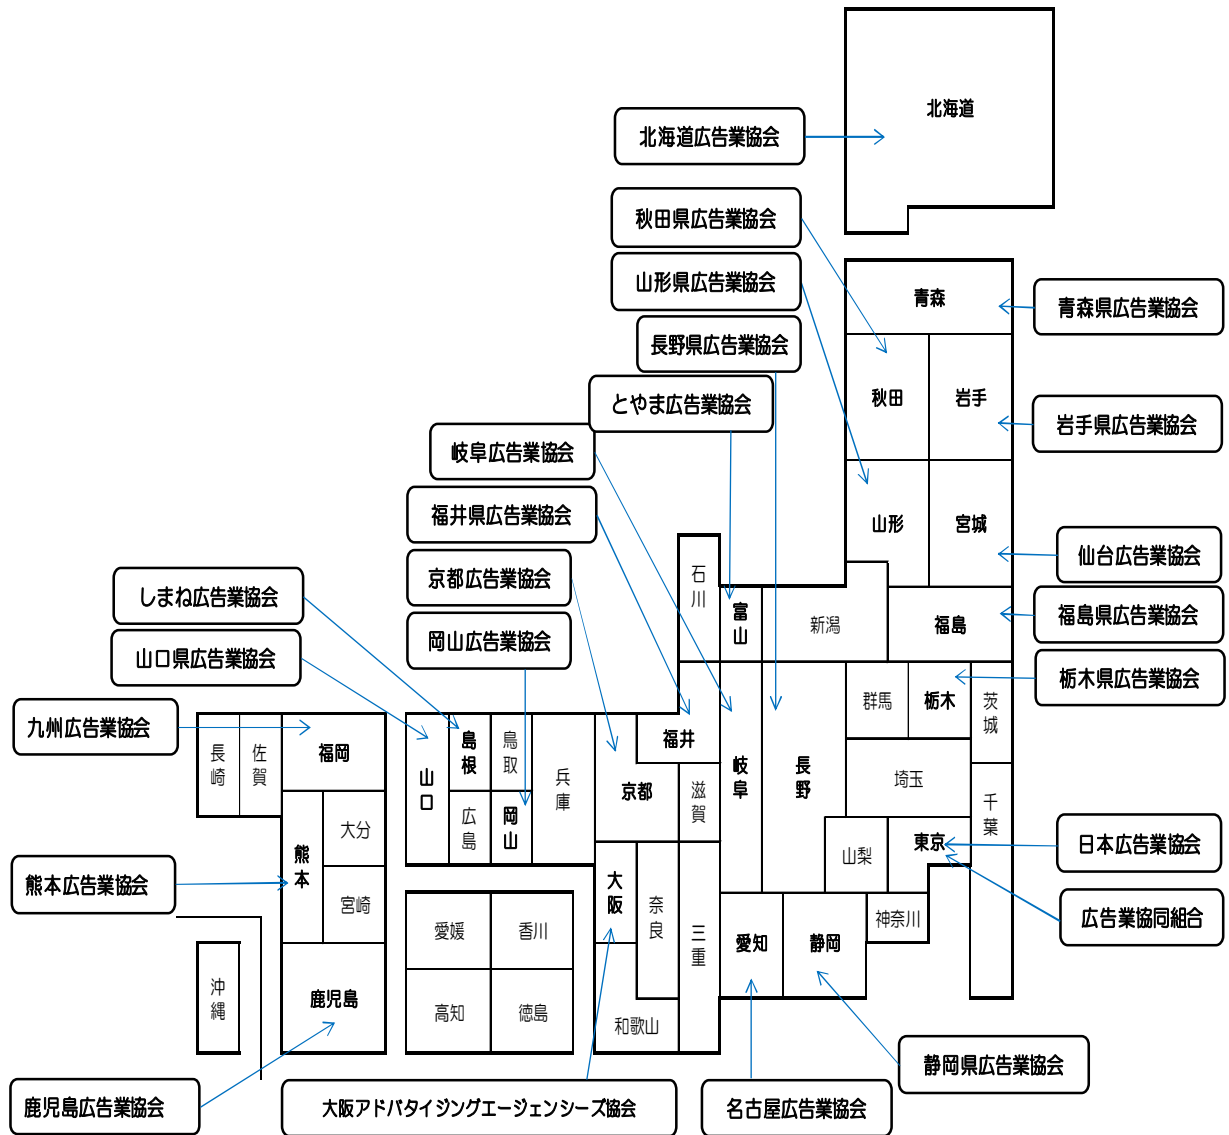 北海道
北海道広告業協会
秋田県広告業協会
山形県広告業協会
青森
青森県広告業協会
長野県広告業協会
秋田
岩手
とやま広告業協会
岩手県広告業協会
岐阜広告業協会
福井県広告業協会
山形
宮城
仙台広告業協会
京都広告業協会
石川
しまね広告業協会
富山
新潟
福島
福島県広告業協会
岡山広告業協会
山口県広告業協会
栃木県広告業協会
群馬
栃木
茨城
九州広告業協会
長崎
佐賀
福岡
山口
島根
鳥取
兵庫
福井
岐阜
長野
京都
滋賀
埼玉
千葉
大分
広島
岡山
東京
日本広告業協会
山梨
熊本
熊本広告業協会
宮崎
大阪
奈良
三重
広告業協同組合
愛媛
香川
愛知
静岡
神奈川
沖縄
鹿児島
高知
徳島
和歌山
静岡県広告業協会
鹿児島広告業協会
大阪アドバタイジングエージェンシーズ協会
名古屋広告業協会